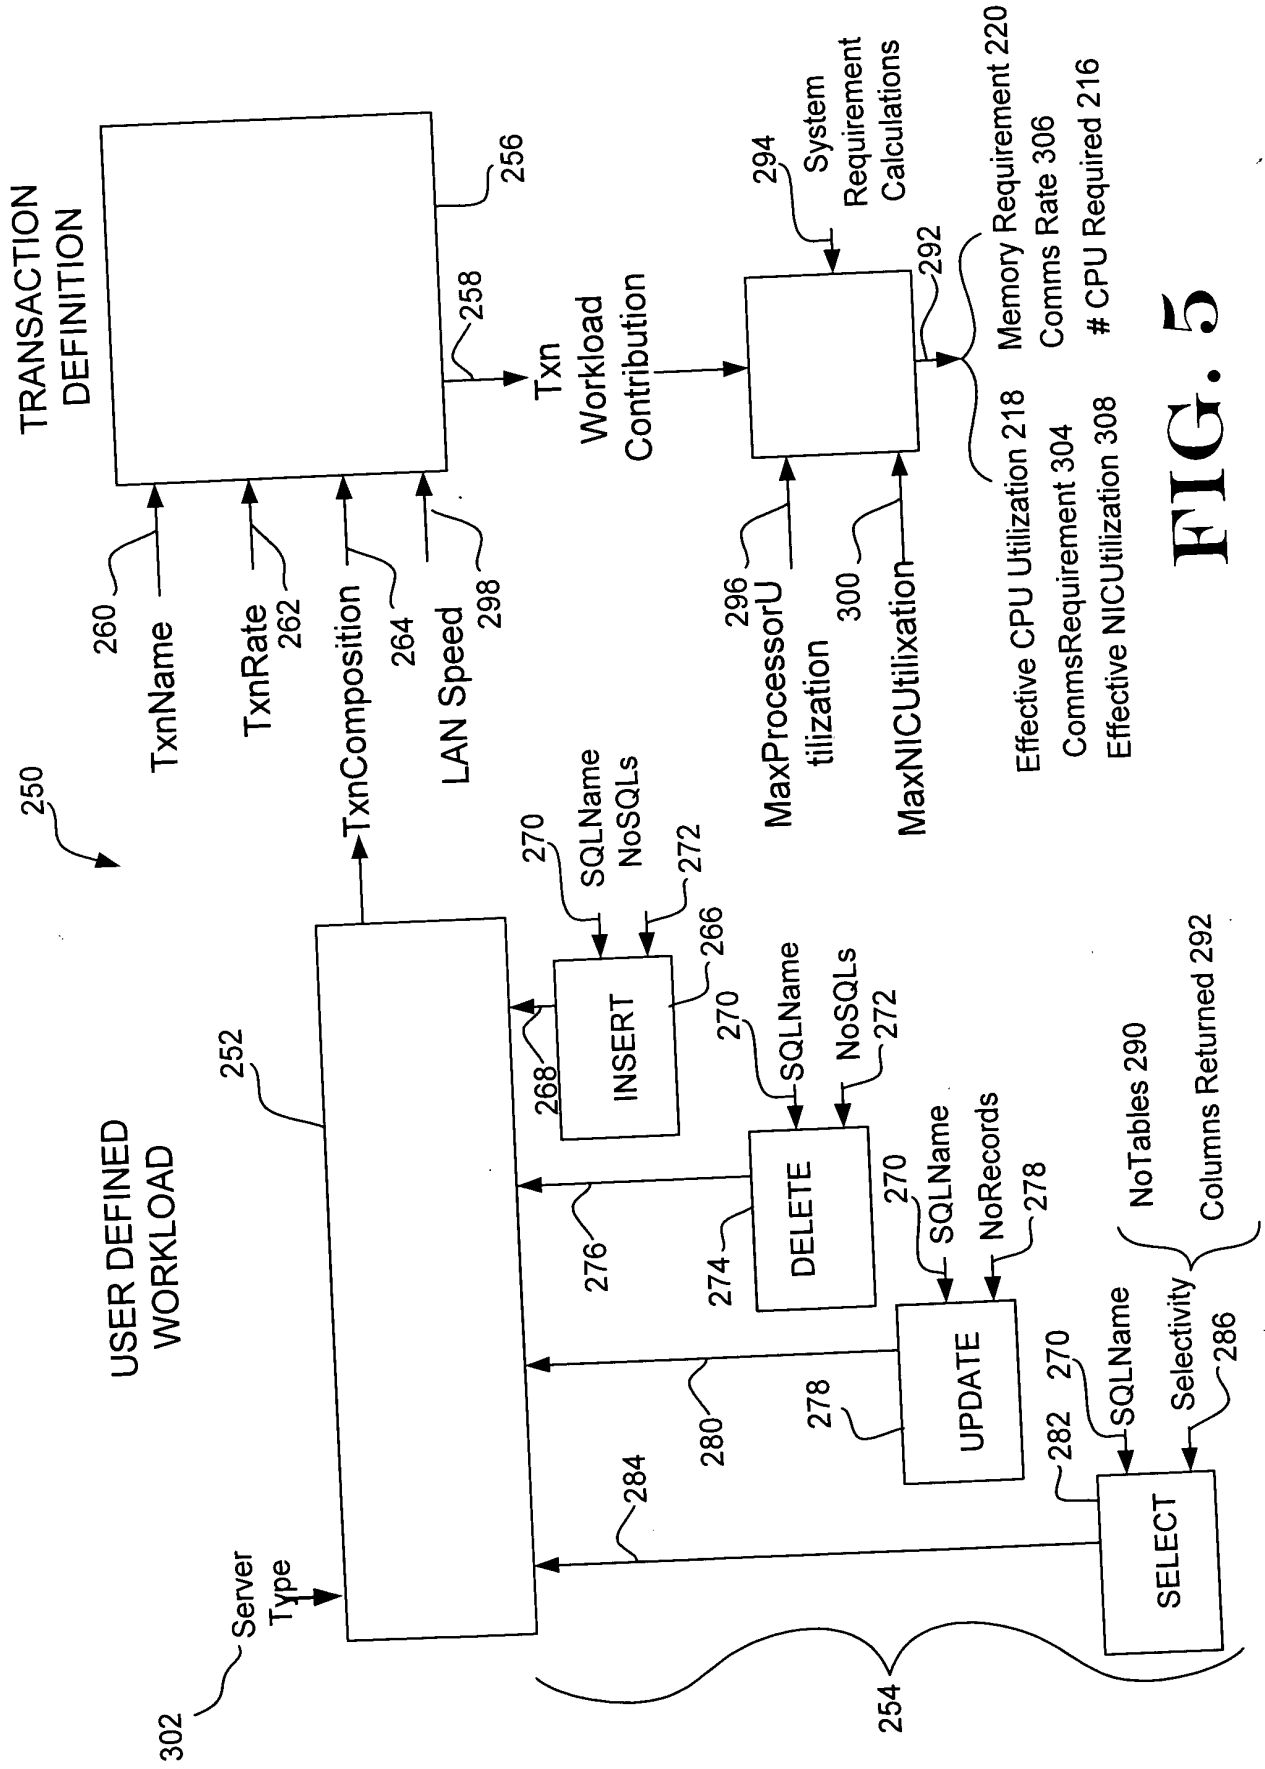 250
USER DEFINED
WORKLOAD
TRANSACTION
DEFINITION
302
Server
Type
252
284
280
276
268
254
SELECT
282
270
SQLName
Selectivity
286
NoTables 290
Columns Returned 292
UPDATE
278
270
SQLName
NoRecords
278
DELETE
274
270
SQLName
NoSQLs
272
INSERT
266
270
SQLName
NoSQLs
272
260
TxnName
TxnRate
262
TxnComposition
264
LAN Speed
298
256
258
Txn
Workload
Contribution
296
MaxProcessorU
tilization
300
MaxNICUtilixation
294
System
Requirement
Calculations
292
Effective CPU Utilization 218
CommsRequirement 304
Effective NICUtilization 308
Memory Requirement 220
Comms Rate 306
# CPU Required 216
FIG. 5